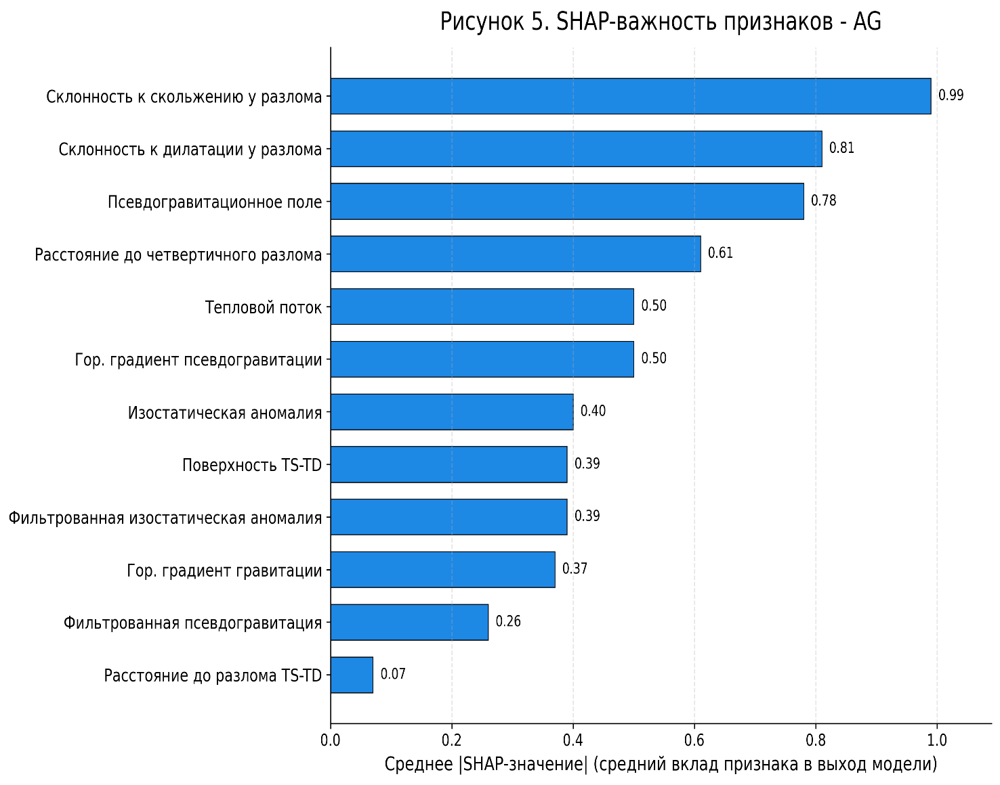 Рисунок 5. SHAP-важность признаков - AG
Склонность к скольжению у разлома 0.99
Склонность к дилатации у разлома 0.81
Псевдогравитационное поле 0.78
Расстояние до четвертичного разлома 0.61
Тепловой поток 0.50
Гор. градиент псевдогравитации 0.50
Изостатическая аномалия 0.40
Поверхность TS-TD 0.39
Фильтрованная изостатическая аномалия 0.39
Гор. градиент гравитации 0.37
Фильтрованная псевдогравитация 0.26
Расстояние до разлома TS-TD 0.07
0.0 0.2 0.4 0.6 0.8 1.0
Среднее |SHAP-значение| (средний вклад признака в выход модели)